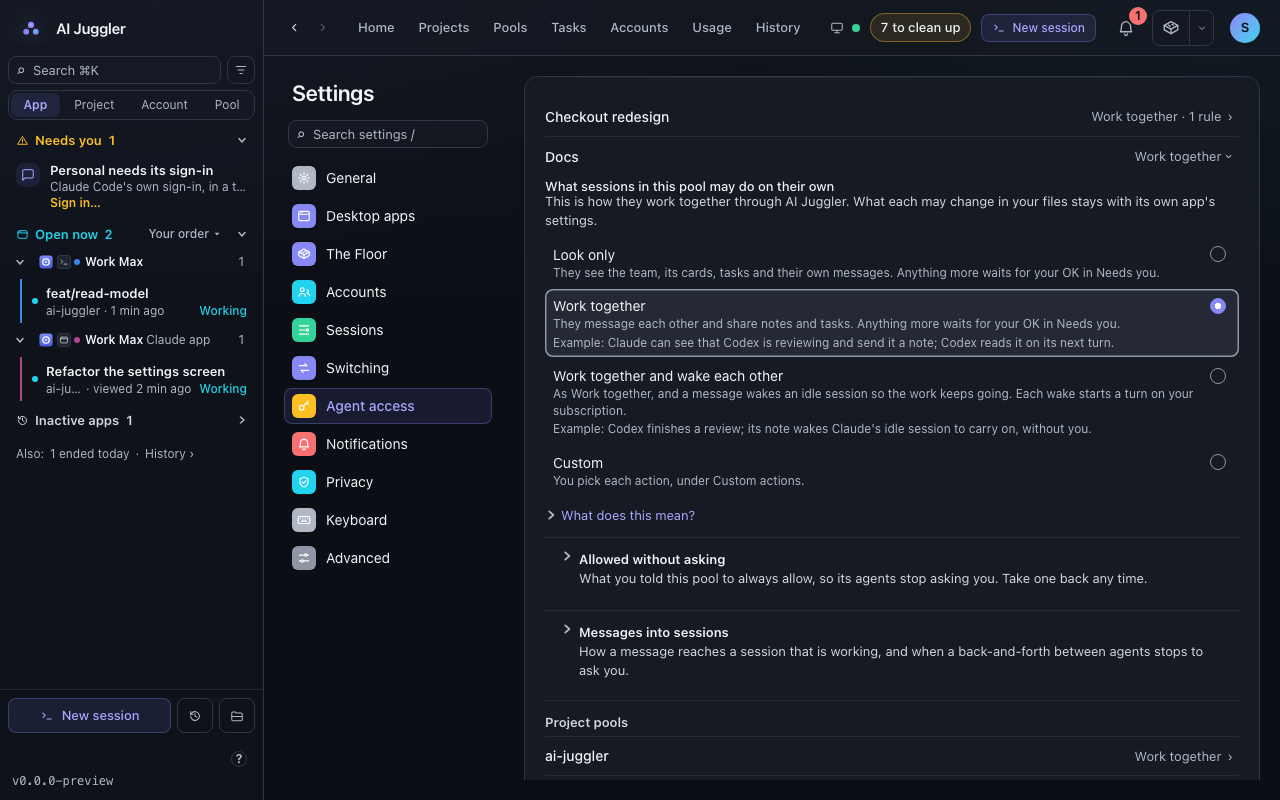 AI Juggler
Search ⌘K
App Project Account Pool
Needs you 1
Personal needs its sign-in
Claude Code's own sign-in, in a t...
Sign in...
Open now 2 Your order
Work Max 1
feat/read-model
ai-juggler · 1 min ago Working
Work Max Claude app 1
Refactor the settings screen
ai-ju... · viewed 2 min ago Working
Inactive apps 1
Also: 1 ended today · History ›
New session
?
v0.0.0-preview
Home Projects Pools Tasks Accounts Usage History
7 to clean up
New session
1
S
Settings
Search settings /
General
Desktop apps
The Floor
Accounts
Sessions
Switching
Agent access
Notifications
Privacy
Keyboard
Advanced
Checkout redesign Work together · 1 rule ›
Docs Work together
What sessions in this pool may do on their own
This is how they work together through AI Juggler. What each may change in your files stays with its own app's
settings.
Look only
They see the team, its cards, tasks and their own messages. Anything more waits for your OK in Needs you.
Work together
They message each other and share notes and tasks. Anything more waits for your OK in Needs you.
Example: Claude can see that Codex is reviewing and send it a note; Codex reads it on its next turn.
Work together and wake each other
As Work together, and a message wakes an idle session so the work keeps going. Each wake starts a turn on your
subscription.
Example: Codex finishes a review; its note wakes Claude's idle session to carry on, without you.
Custom
You pick each action, under Custom actions.
What does this mean?
Allowed without asking
What you told this pool to always allow, so its agents stop asking you. Take one back any time.
Messages into sessions
How a message reaches a session that is working, and when a back-and-forth between agents stops to
ask you.
Project pools
ai-juggler Work together ›